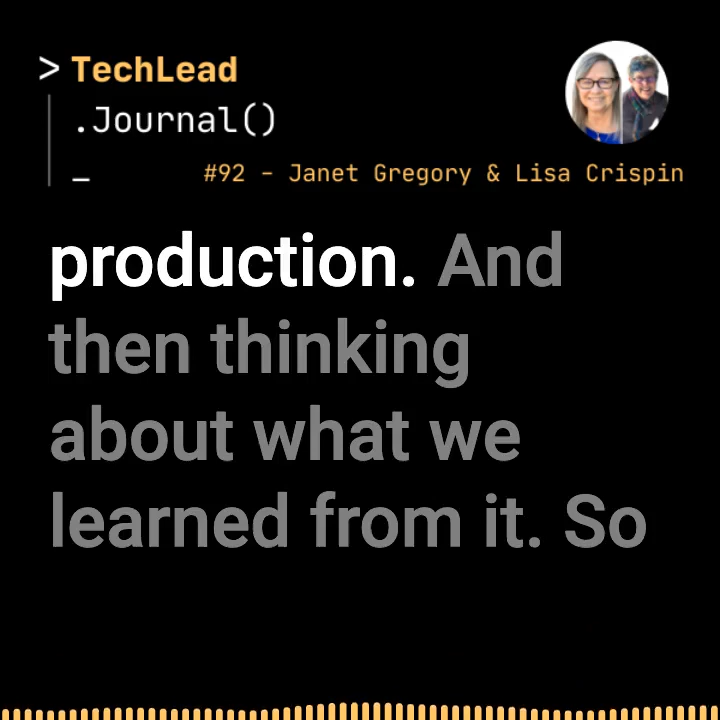 > TechLead
.Journal()
_
#92 - Janet Gregory & Lisa Crispin
production. And
then thinking
about what we
learned from it. So